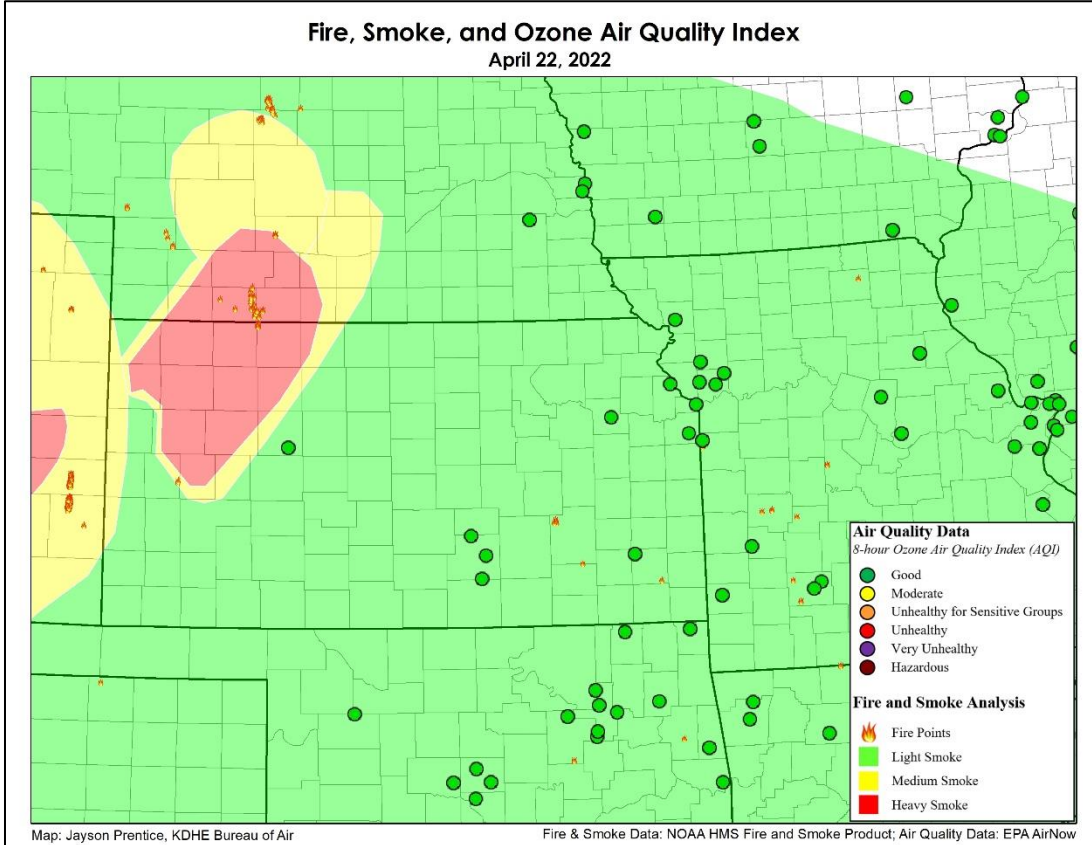 Fire, Smoke, and Ozone Air Quality Index
April 22, 2022
Air Quality Data
8-hour Ozone Air Quality Index (AQI)
Good
Moderate
Unhealthy for Sensitive Groups
Unhealthy
Very Unhealthy
Hazardous
Fire and Smoke Analysis
Fire Points
Light Smoke
Medium Smoke
Heavy Smoke
Map: Jayson Prentice, KDHE Bureau of Air
Fire & Smoke Data: NOAA HMS Fire and Smoke Product; Air Quality Data: EPA AirNow